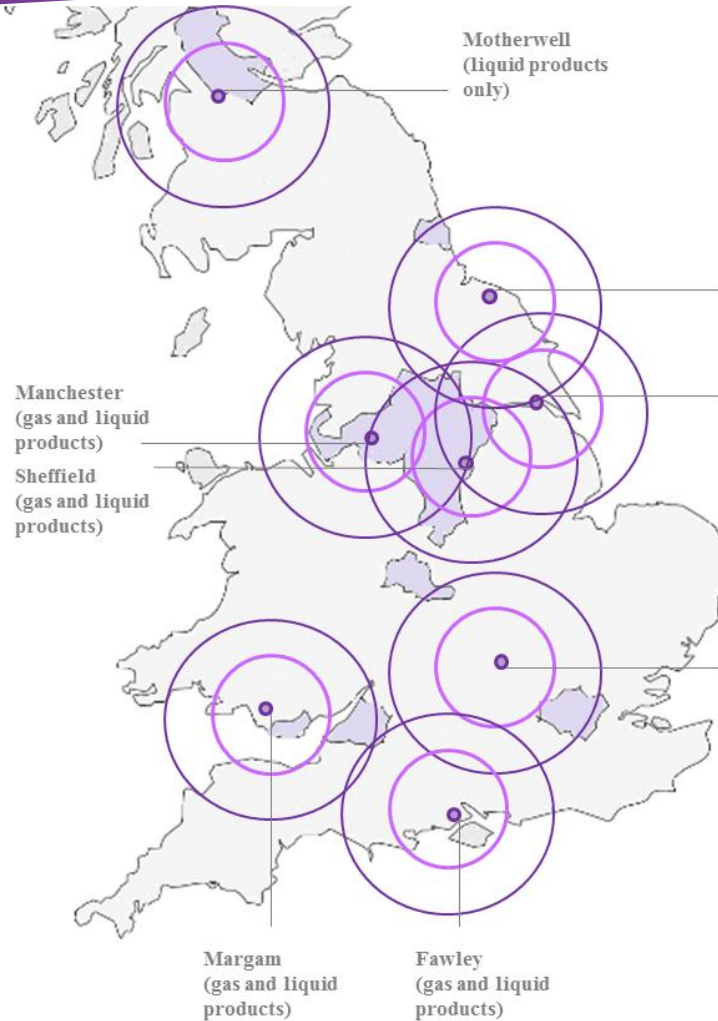 Motherwell
(liquid products
only)
Manchester
(gas and liquid
products)
Sheffield
(gas and liquid
products)
Margam
(gas and liquid
products)
Fawley
(gas and liquid
products)